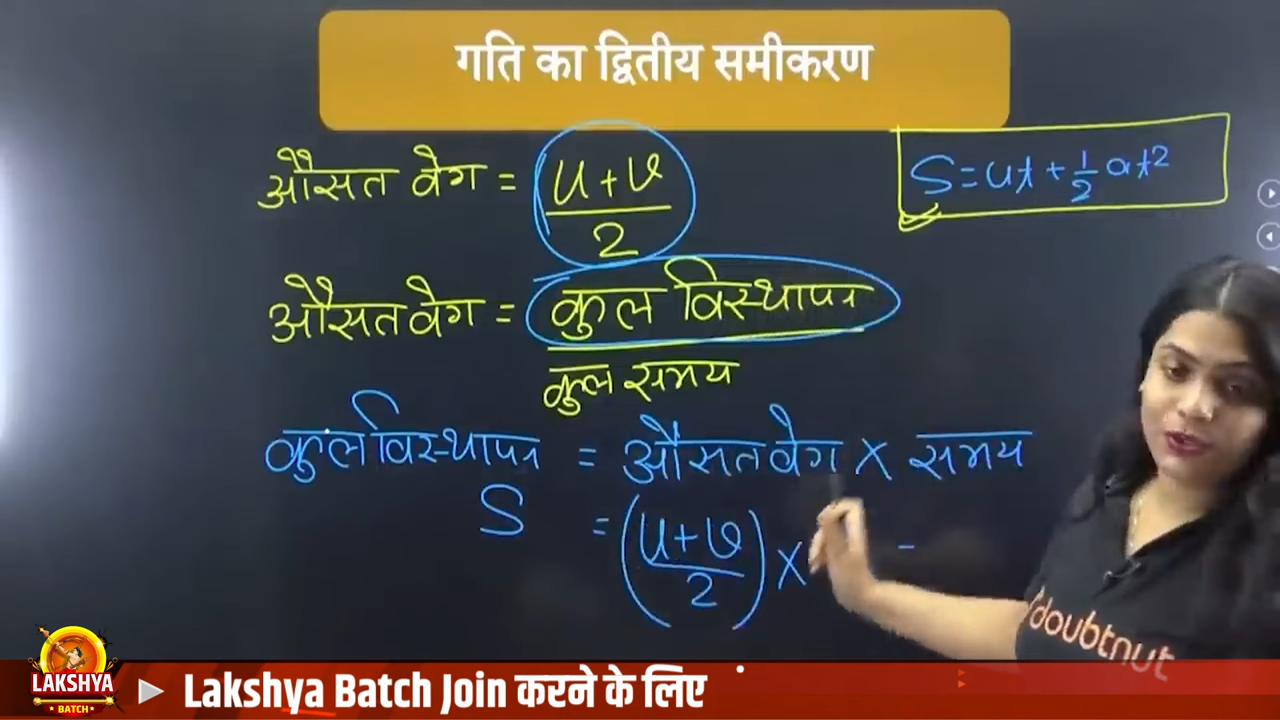 गति का द्वितीय समीकरण
औसत वेग = u+v/2
S=ut+1/2 at2
औसत वेग = कुल विस्थापन/कुल समय
कुल विस्थापन = औसत वेग x समय
S = (u+v/2) x
doubtnut
LAKSHYA
BATCH
Lakshya Batch Join करने के लिए